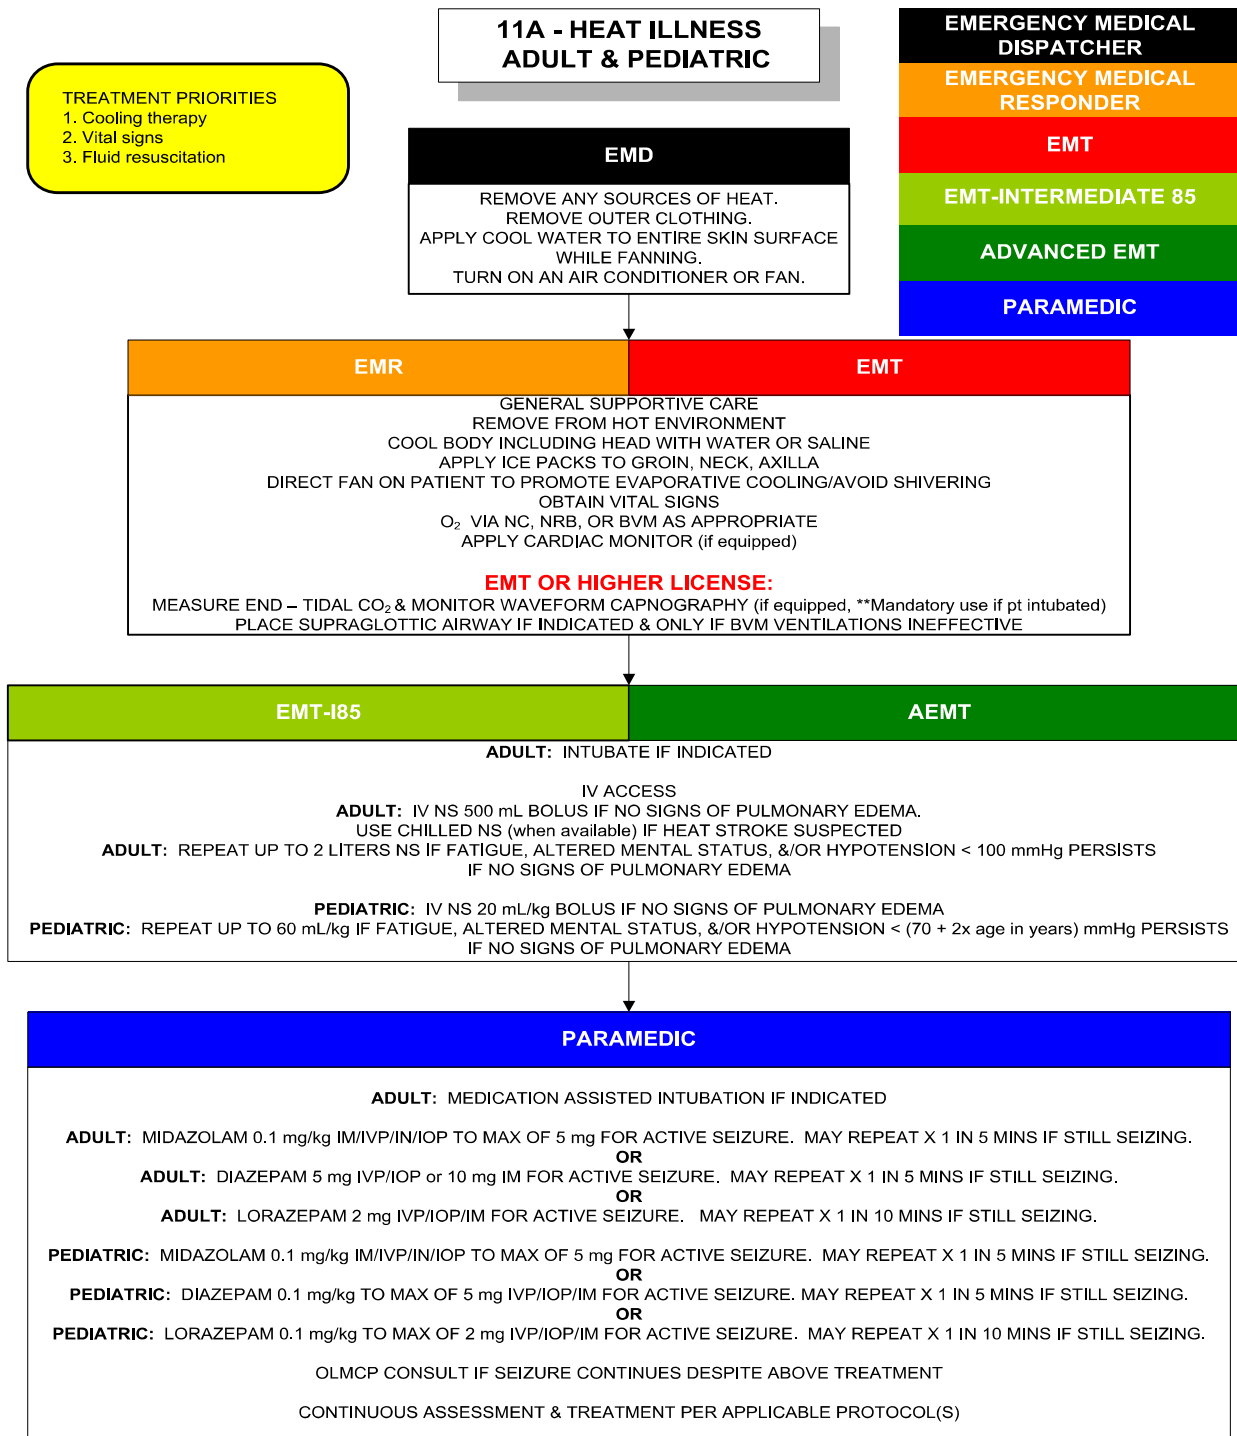 11A - HEAT ILLNESS
ADULT & PEDIATRIC
EMERGENCY MEDICAL
DISPATCHER
EMERGENCY MEDICAL
RESPONDER
EMT
EMT-INTERMEDIATE 85
ADVANCED EMT
PARAMEDIC
TREATMENT PRIORITIES
1. Cooling therapy
2. Vital signs
3. Fluid resuscitation
EMD
REMOVE ANY SOURCES OF HEAT.
REMOVE OUTER CLOTHING.
APPLY COOL WATER TO ENTIRE SKIN SURFACE
WHILE FANNING.
TURN ON AN AIR CONDITIONER OR FAN.
EMR
EMT
GENERAL SUPPORTIVE CARE
REMOVE FROM HOT ENVIRONMENT
COOL BODY INCLUDING HEAD WITH WATER OR SALINE
APPLY ICE PACKS TO GROIN, NECK, AXILLA
DIRECT FAN ON PATIENT TO PROMOTE EVAPORATIVE COOLING/AVOID SHIVERING
OBTAIN VITAL SIGNS
O₂ VIA NC, NRB, OR BVM AS APPROPRIATE
APPLY CARDIAC MONITOR (if equipped)
EMT OR HIGHER LICENSE:
MEASURE END – TIDAL CO₂ & MONITOR WAVEFORM CAPNOGRAPHY (if equipped, **Mandatory use if pt intubated)
PLACE SUPRAGLOTTIC AIRWAY IF INDICATED & ONLY IF BVM VENTILATIONS INEFFECTIVE
EMT-I85
AEMT
ADULT: INTUBATE IF INDICATED
IV ACCESS
ADULT: IV NS 500 mL BOLUS IF NO SIGNS OF PULMONARY EDEMA.
USE CHILLED NS (when available) IF HEAT STROKE SUSPECTED
ADULT: REPEAT UP TO 2 LITERS NS IF FATIGUE, ALTERED MENTAL STATUS, &/OR HYPOTENSION < 100 mmHg PERSISTS
IF NO SIGNS OF PULMONARY EDEMA
PEDIATRIC: IV NS 20 mL/kg BOLUS IF NO SIGNS OF PULMONARY EDEMA
PEDIATRIC: REPEAT UP TO 60 mL/kg IF FATIGUE, ALTERED MENTAL STATUS, &/OR HYPOTENSION < (70 + 2x age in years) mmHg PERSISTS
IF NO SIGNS OF PULMONARY EDEMA
PARAMEDIC
ADULT: MEDICATION ASSISTED INTUBATION IF INDICATED
ADULT: MIDAZOLAM 0.1 mg/kg IM/IVP/IN/IOP TO MAX OF 5 mg FOR ACTIVE SEIZURE. MAY REPEAT X 1 IN 5 MINS IF STILL SEIZING.
OR
ADULT: DIAZEPAM 5 mg IVP/IOP or 10 mg IM FOR ACTIVE SEIZURE. MAY REPEAT X 1 IN 5 MINS IF STILL SEIZING.
OR
ADULT: LORAZEPAM 2 mg IVP/IOP/IM FOR ACTIVE SEIZURE. MAY REPEAT X 1 IN 10 MINS IF STILL SEIZING.
PEDIATRIC: MIDAZOLAM 0.1 mg/kg IM/IVP/IN/IOP TO MAX OF 5 mg FOR ACTIVE SEIZURE. MAY REPEAT X 1 IN 5 MINS IF STILL SEIZING.
OR
PEDIATRIC: DIAZEPAM 0.1 mg/kg TO MAX OF 5 mg IVP/IOP/IM FOR ACTIVE SEIZURE. MAY REPEAT X 1 IN 5 MINS IF STILL SEIZING.
OR
PEDIATRIC: LORAZEPAM 0.1 mg/kg TO MAX OF 2 mg IVP/IOP/IM FOR ACTIVE SEIZURE. MAY REPEAT X 1 IN 10 MINS IF STILL SEIZING.
OLMCP CONSULT IF SEIZURE CONTINUES DESPITE ABOVE TREATMENT
CONTINUOUS ASSESSMENT & TREATMENT PER APPLICABLE PROTOCOL(S)